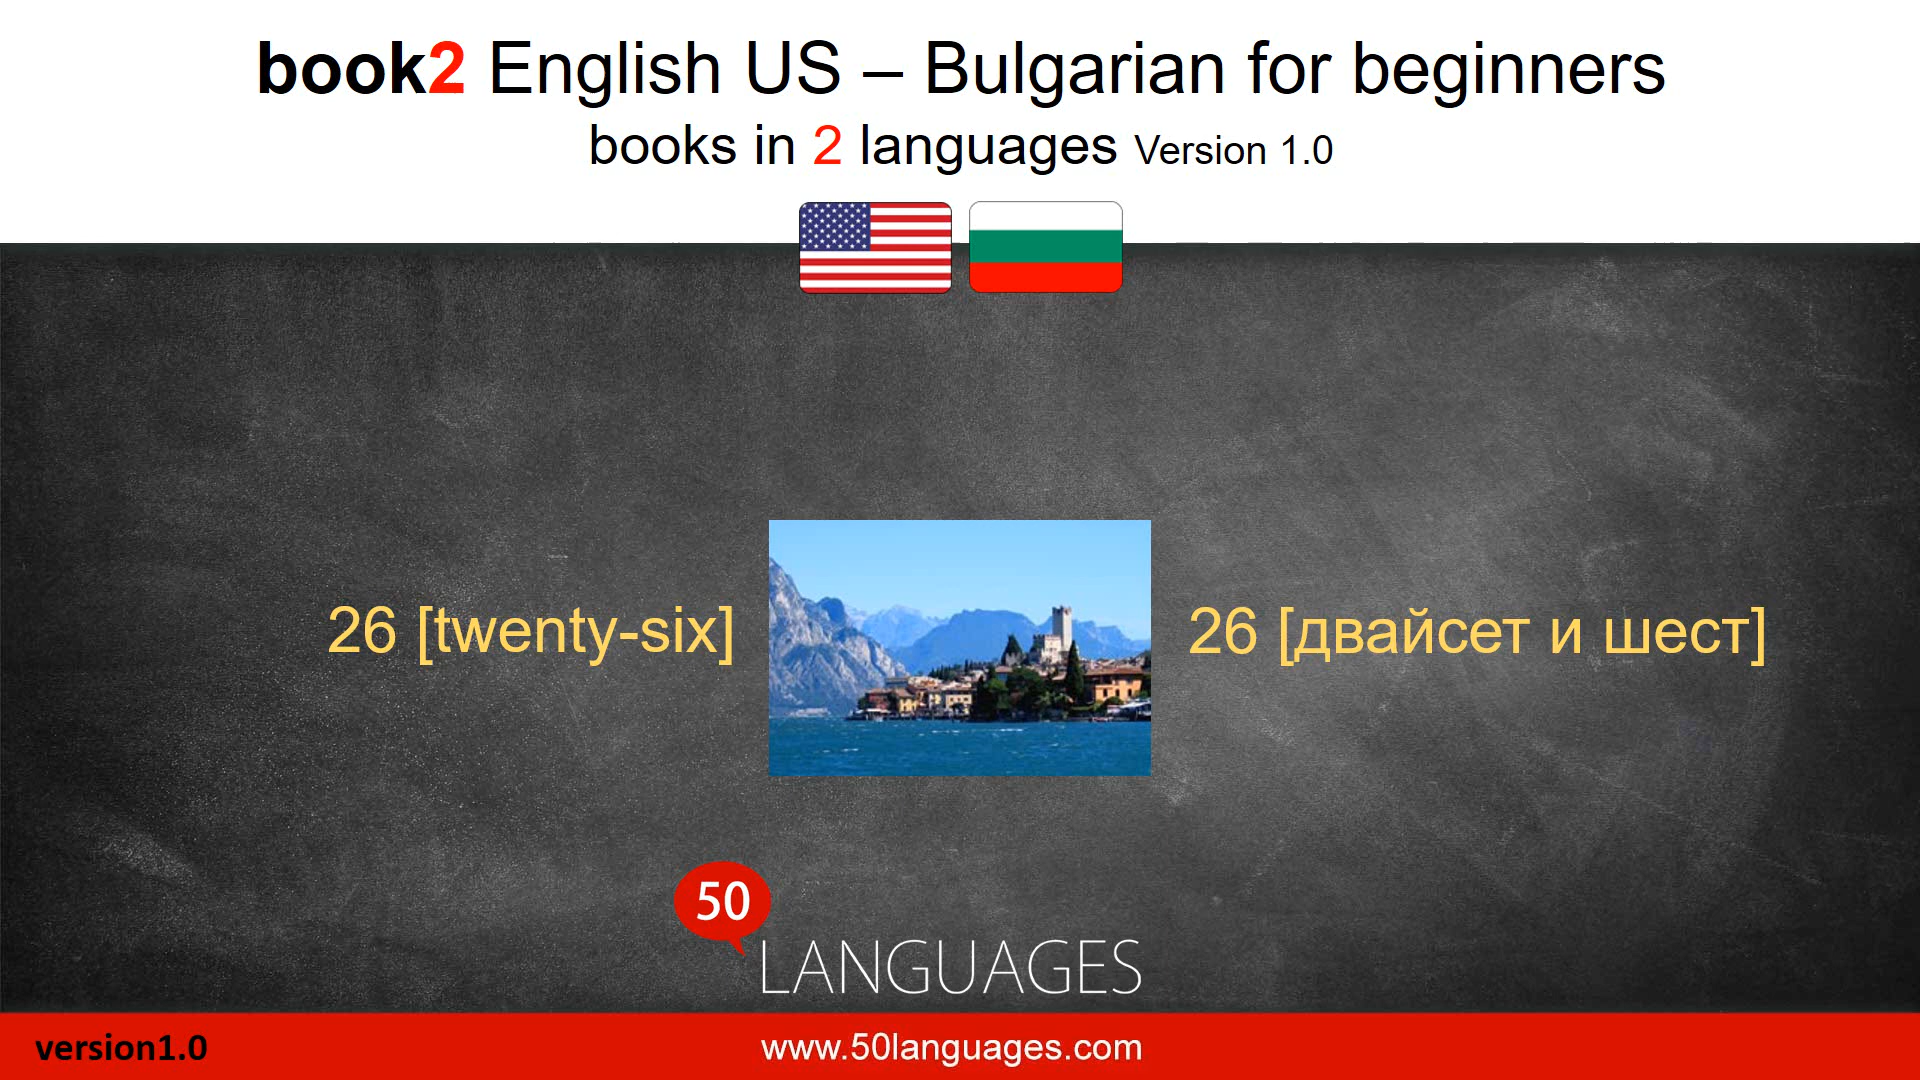 book2 English US – Bulgarian for beginners
books in 2 languages Version 1.0
26 [twenty-six]
26 [двайсет и шест]
50
LANGUAGES
version1.0
www.50languages.com